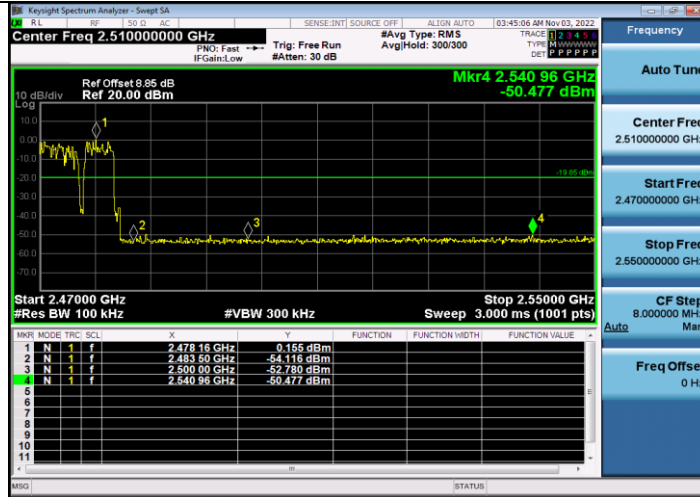 Keysight Spectrum Analyzer - Swept SA
RL RF 50 Ω AC SENSE:INT SOURCE OFF ALIGN AUTO 03:45:06 AM Nov 03, 2022
Center Freq 2.510000000 GHz
PNO: Fast
IFGain:Low
Trig: Free Run
#Atten: 30 dB
#Avg Type: RMS
Avg|Hold: 300/300
TRACE 1 2 3 4 5 6
TYPE M W W W W W
DET P P P P P P
Mkr4 2.540 96 GHz
-50.477 dBm
Ref Offset 8.85 dB
10 dB/div Ref 20.00 dBm
Log
10.0
0.00
-10.0
-20.0
-30.0
-40.0
-50.0
-60.0
-70.0
1
2
3
4
-19.85 dBm
Start 2.47000 GHz Stop 2.55000 GHz
#Res BW 100 kHz #VBW 300 kHz Sweep 3.000 ms (1001 pts)
MKR MODE TRC SCL X Y FUNCTION FUNCTION WIDTH FUNCTION VALUE
1 N 1 f 2.478 16 GHz 0.155 dBm
2 N 1 f 2.483 50 GHz -54.116 dBm
3 N 1 f 2.500 00 GHz -52.780 dBm
4 N 1 f 2.540 96 GHz -50.477 dBm
5
6
7
8
9
10
11
MSG STATUS
Frequency
Auto Tune
Center Freq
2.510000000 GHz
Start Freq
2.470000000 GHz
Stop Freq
2.550000000 GHz
CF Step
8.000000 MHz
Auto Man
Freq Offset
0 Hz